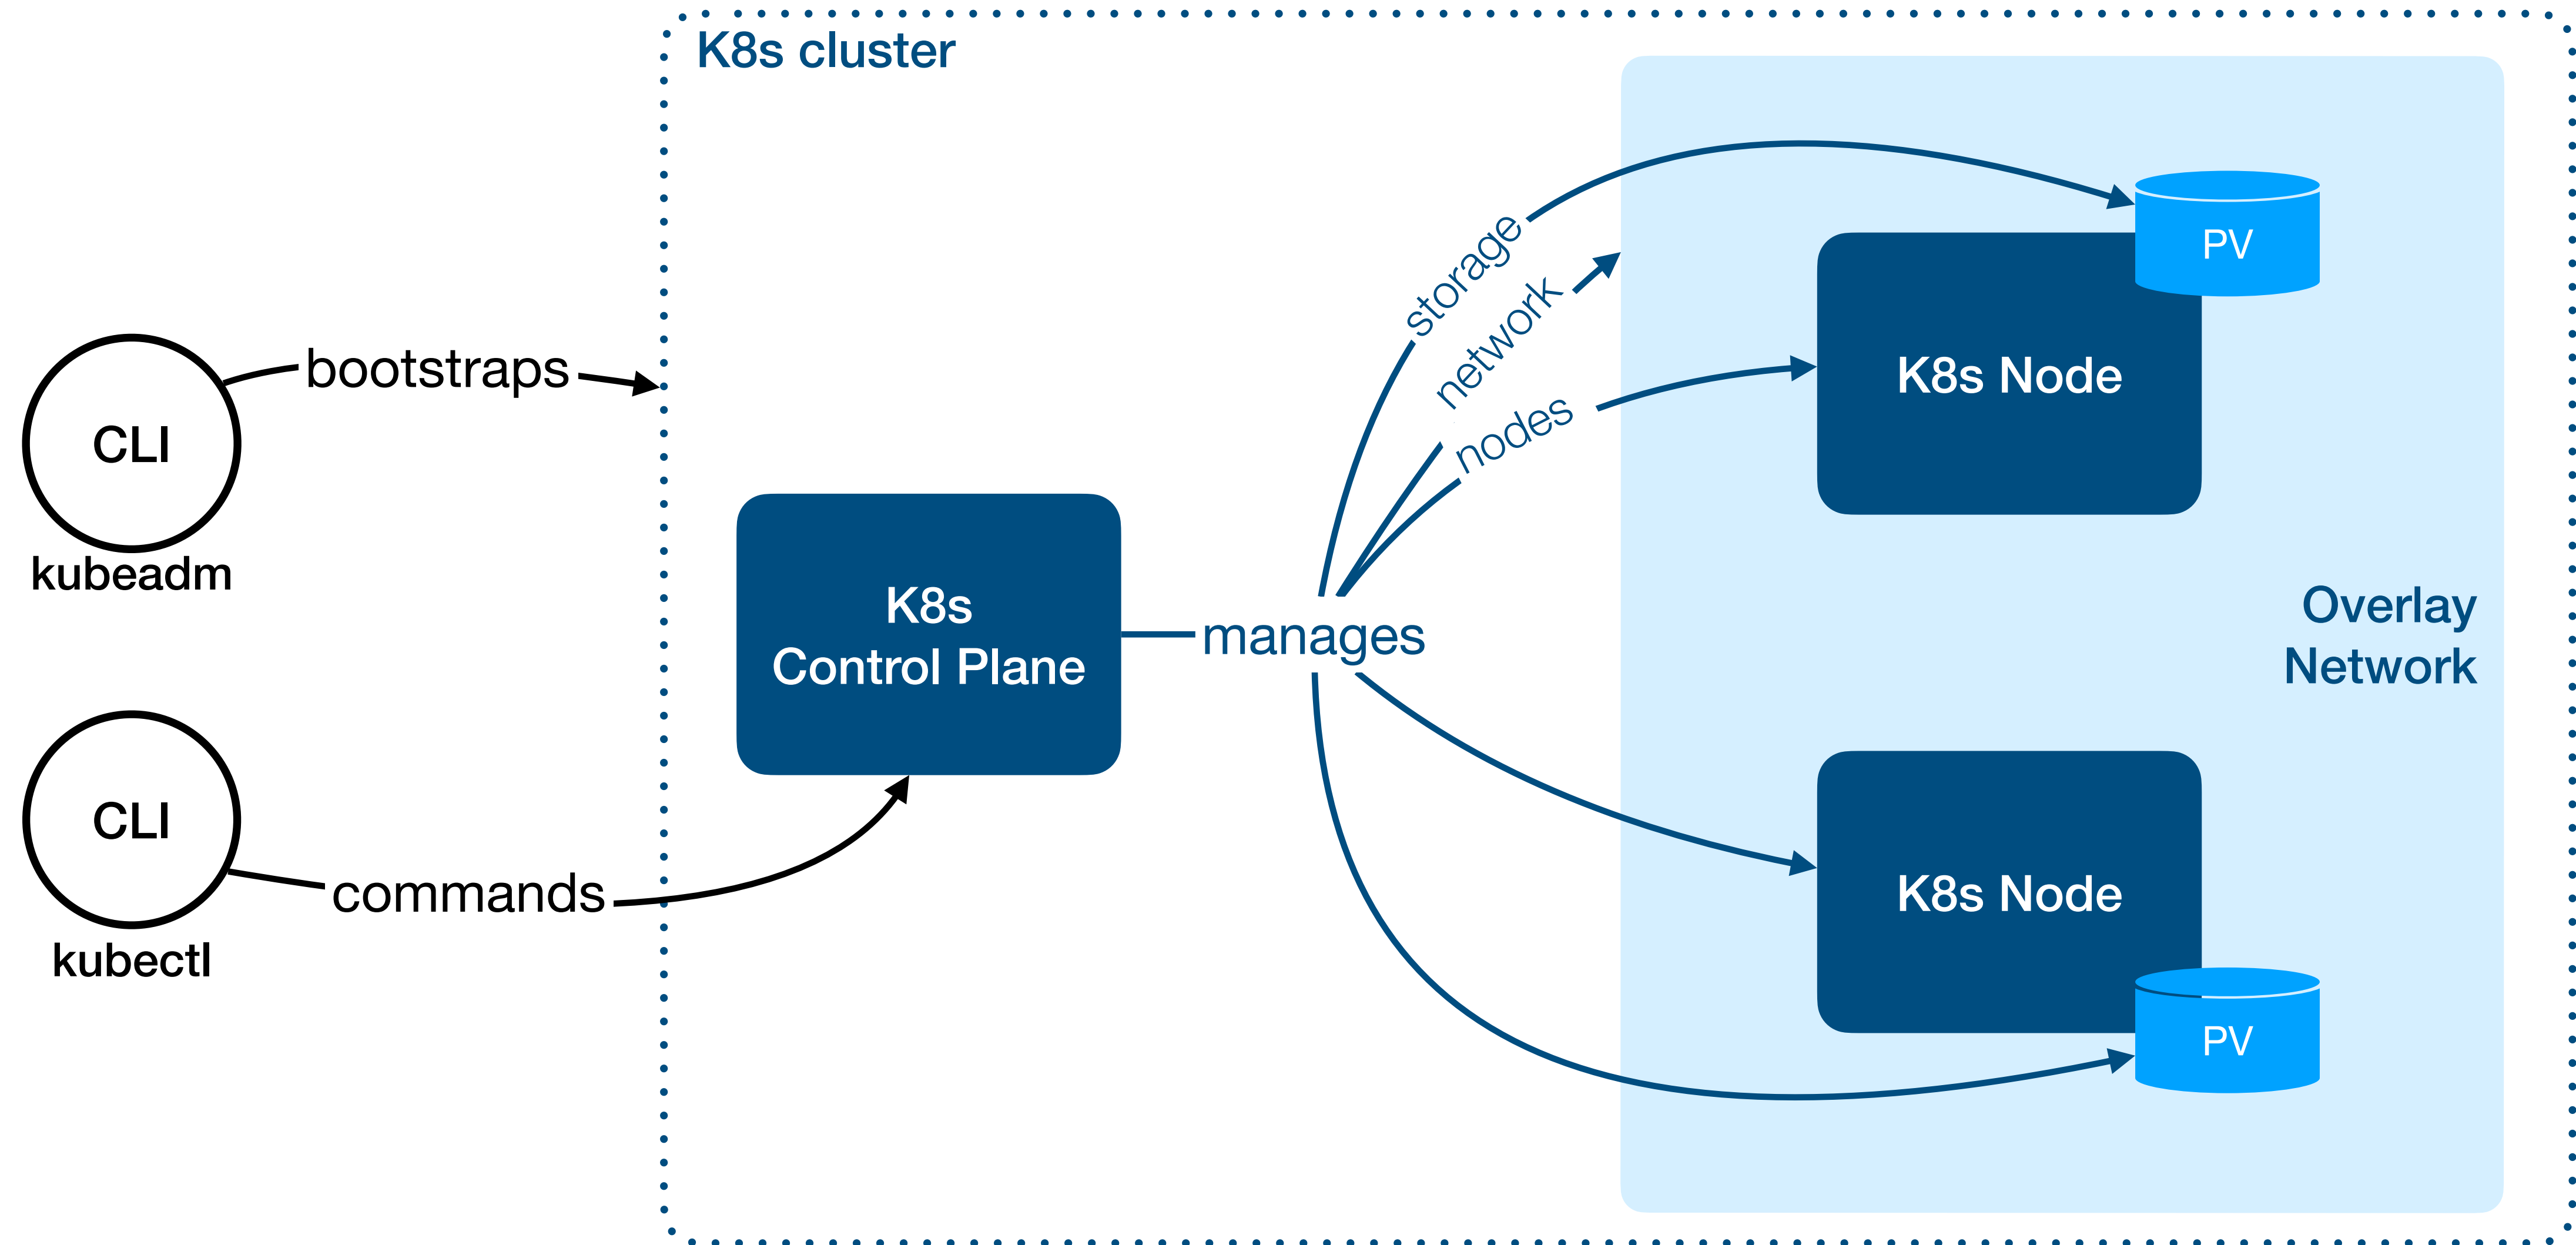 K8s cluster
CLI
kubeadm
bootstraps
CLI
kubectl
commands
K8s
Control Plane
manages
storage
network
nodes
PV
K8s Node
Overlay
Network
K8s Node
PV